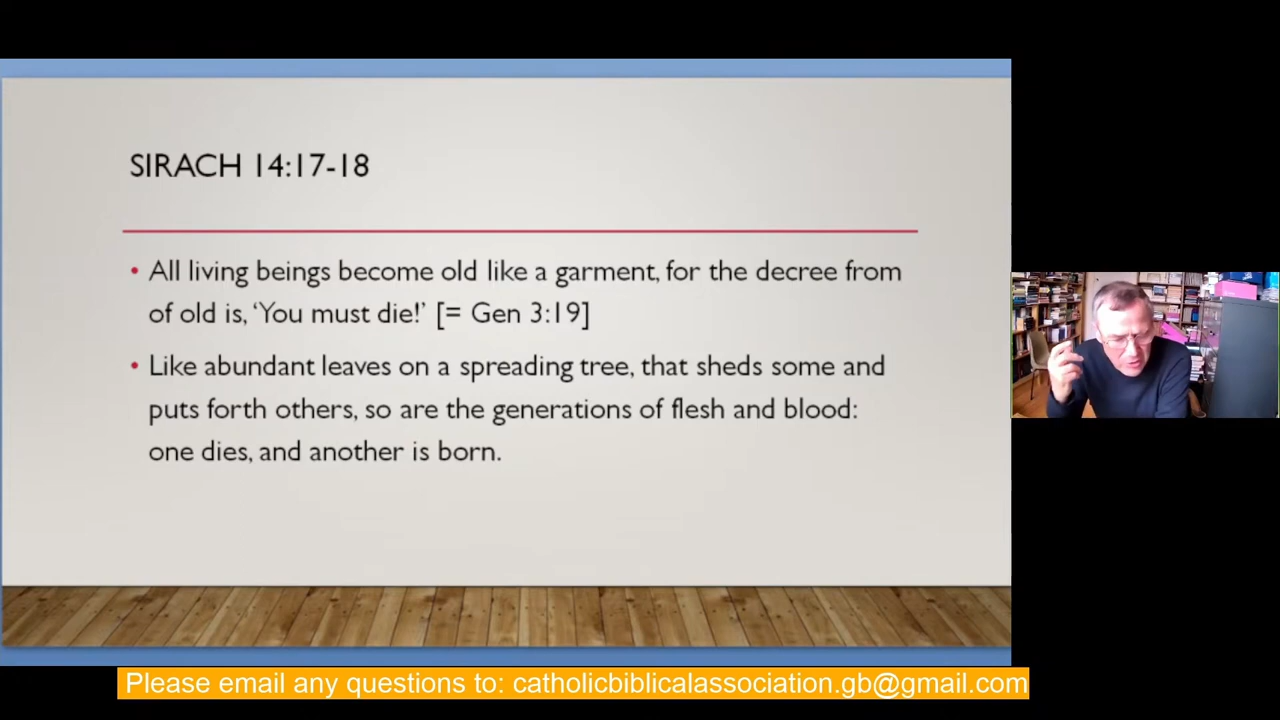 SIRACH 14:17-18
• All living beings become old like a garment, for the decree from
of old is, ‘You must die!’ [= Gen 3:19]
• Like abundant leaves on a spreading tree, that sheds some and
puts forth others, so are the generations of flesh and blood:
one dies, and another is born.
Please email any questions to: catholicbiblicalassociation.gb@gmail.com